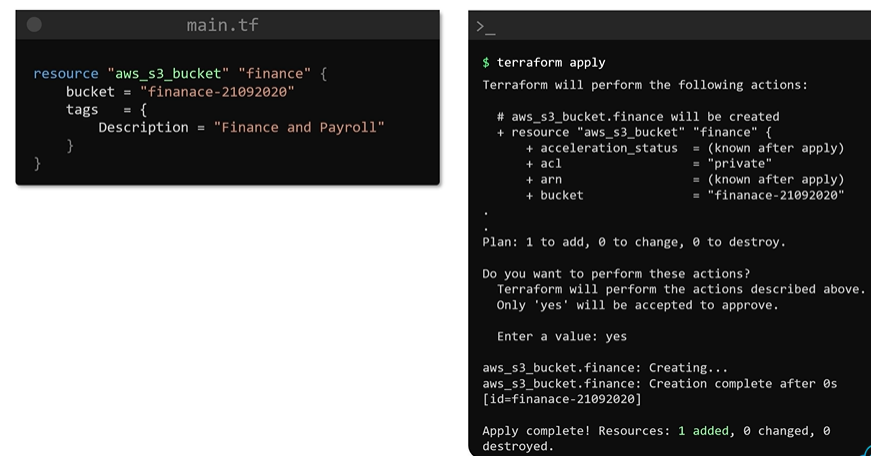 main.tf
resource "aws_s3_bucket" "finance" {
bucket = "finanace-21092020"
tags = {
Description = "Finance and Payroll"
}
}
>_
$ terraform apply
Terraform will perform the following actions:
# aws_s3_bucket.finance will be created
+ resource "aws_s3_bucket" "finance" {
+ acceleration_status = (known after apply)
+ acl = "private"
+ arn = (known after apply)
+ bucket = "finanace-21092020"
.
.
Plan: 1 to add, 0 to change, 0 to destroy.
Do you want to perform these actions?
Terraform will perform the actions described above.
Only 'yes' will be accepted to approve.
Enter a value: yes
aws_s3_bucket.finance: Creating...
aws_s3_bucket.finance: Creation complete after 0s
[id=finanace-21092020]
Apply complete! Resources: 1 added, 0 changed, 0
destroyed.